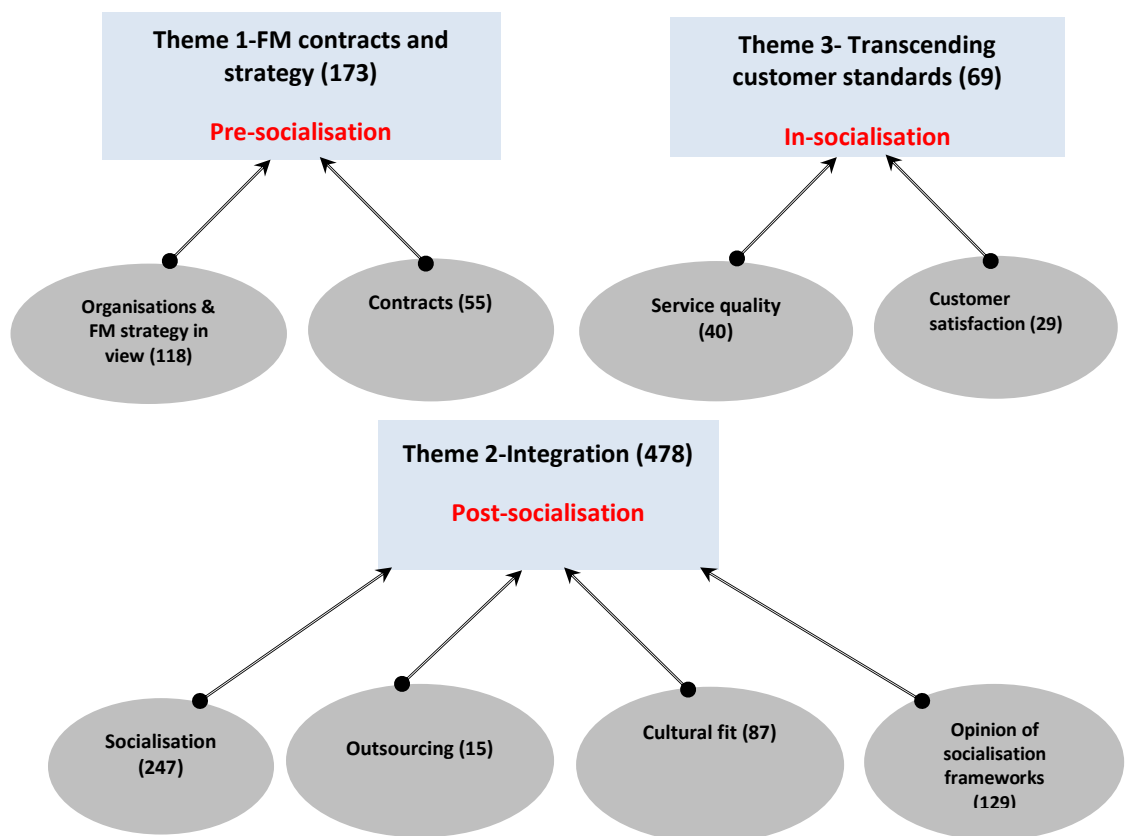 Theme 1-FM contracts and
strategy (173)
Pre-socialisation
Theme 3- Transcending
customer standards (69)
In-socialisation
Organisations &
FM strategy in
view (118)
Contracts (55)
Service quality
(40)
Customer
satisfaction (29)
Theme 2-Integration (478)
Post-socialisation
Socialisation
(247)
Outsourcing (15)
Cultural fit (87)
Opinion of
socialisation
frameworks
(129)